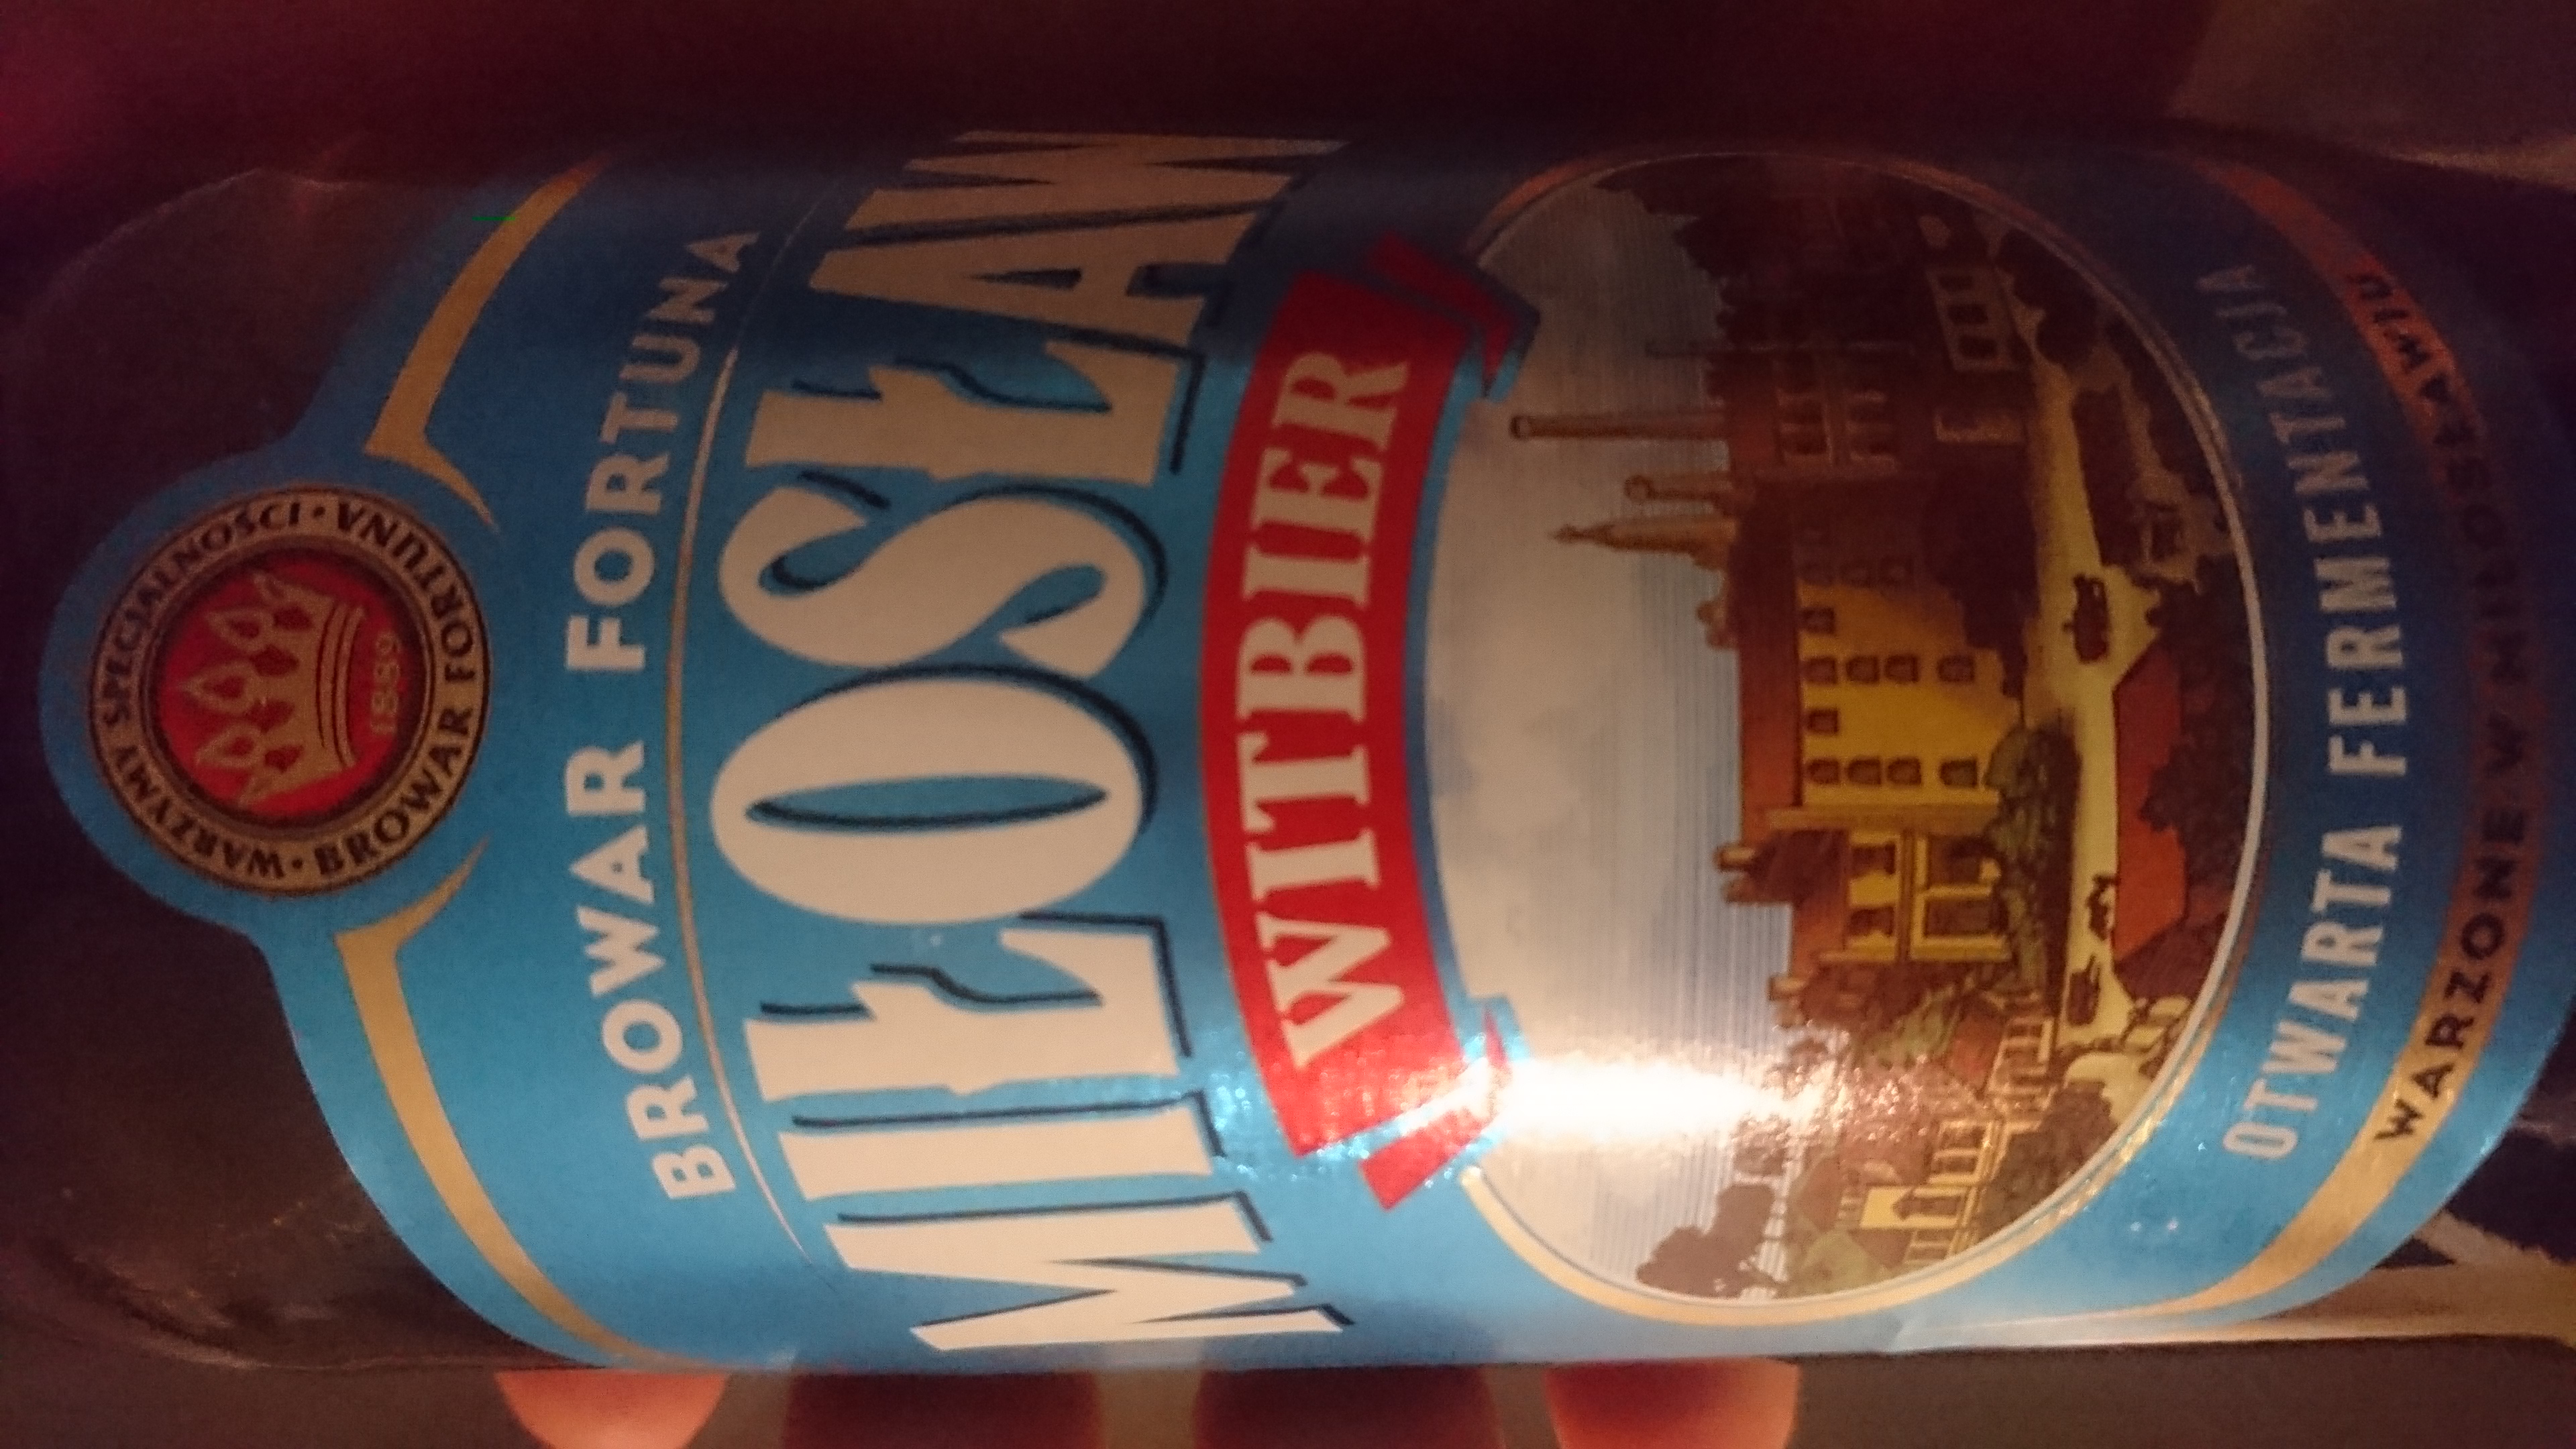 WARZYMY SPECJALNOŚCI
1889
BROWAR FORTUNA
BROWAR FORTUNA
MIŁOSŁAW
WITBIER
OTWARTA FERMENTACJA
WARZONE W MIŁOSŁAWIU